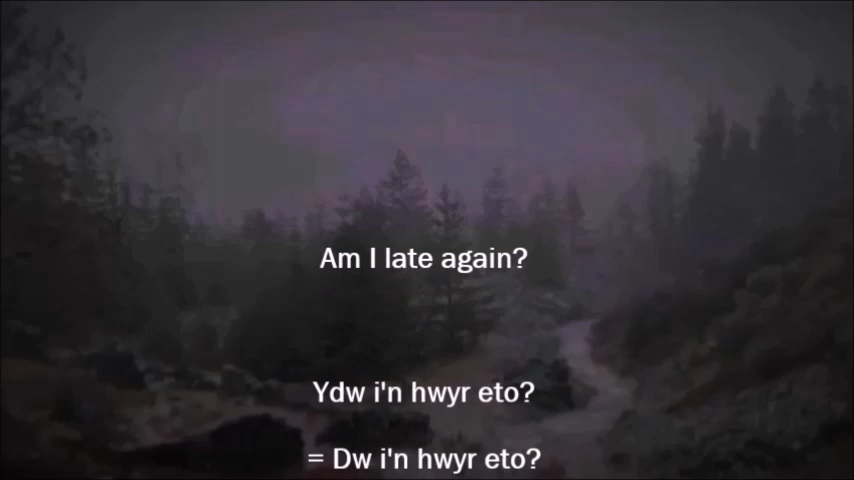 Am I late again?
Ydw i'n hwyr eto?
= Dw i'n hwyr eto?